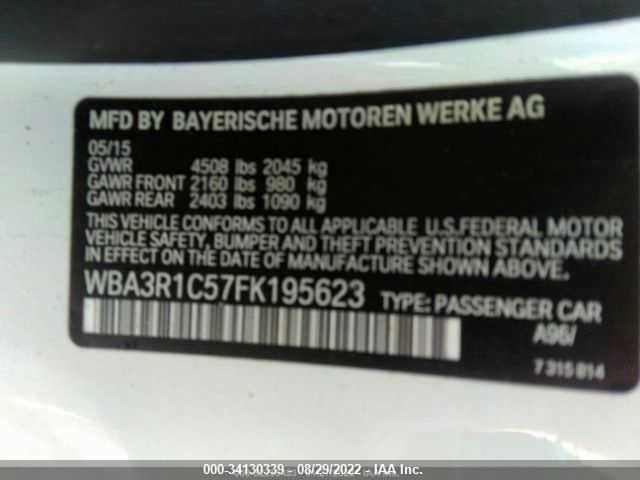 MFD BY BAYERISCHE MOTOREN WERKE AG
05/15
GVWR 4508 lbs 2045 kg
GAWR FRONT 2160 lbs 980 kg
GAWR REAR 2403 lbs 1090 kg
THIS VEHICLE CONFORMS TO ALL APPLICABLE U.S.FEDERAL MOTOR
VEHICLE SAFETY, BUMPER AND THEFT PREVENTION STANDARDS
IN EFFECT ON THE DATE OF MANUFACTURE SHOWN ABOVE.
WBA3R1C57FK195623 TYPE: PASSENGER CAR
A96/
7 315 814
000-34130339 - 08/29/2022 - IAA Inc.